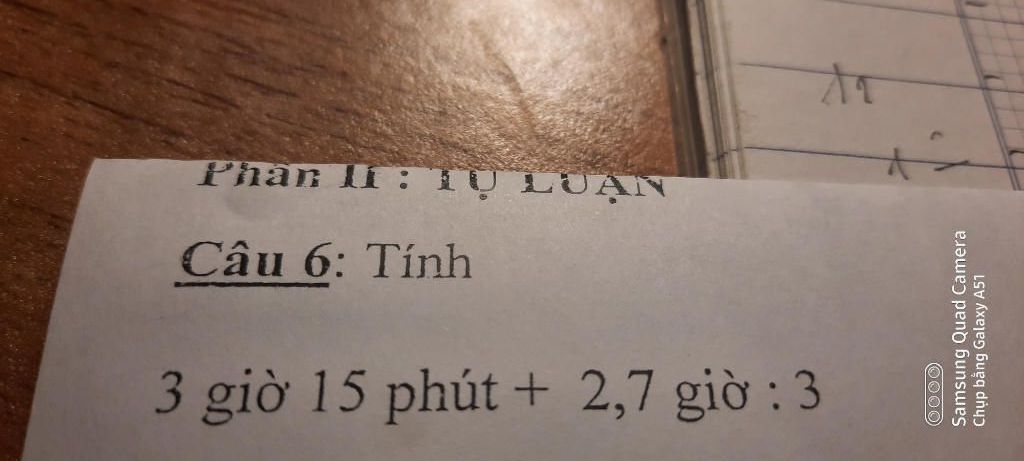 Phần II : TỰ LUẬN
Câu 6: Tính
3 giờ 15 phút + 2,7 giờ : 3
Samsung Quad Camera
Chụp bằng Galaxy A51